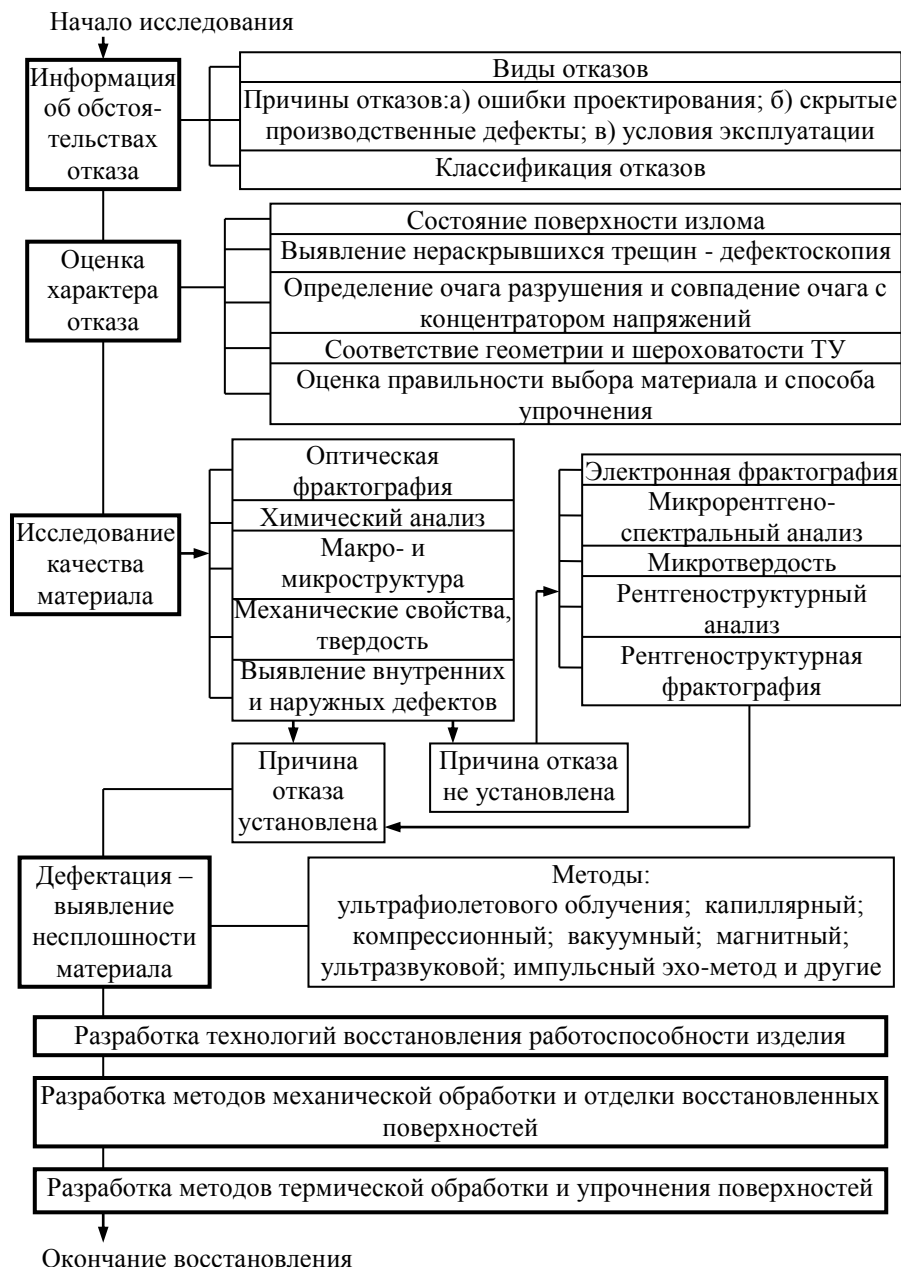 Начало исследования
Информация
об обстоя-
тельствах
отказа
Виды отказов
Причины отказов:а) ошибки проектирования; б) скрытые
производственные дефекты; в) условия эксплуатации
Классификация отказов
Оценка
характера
отказа
Состояние поверхности излома
Выявление нераскрывшихся трещин - дефектоскопия
Определение очага разрушения и совпадение очага с
концентратором напряжений
Соответствие геометрии и шероховатости ТУ
Оценка правильности выбора материала и способа
упрочнения
Исследование
качества
материала
Оптическая
фрактография
Химический анализ
Макро- и
микроструктура
Механические свойства,
твердость
Выявление внутренних
и наружных дефектов
Электронная фрактография
Микрорентгено-
спектральный анализ
Микротвердость
Рентгеноструктурный
анализ
Рентгеноструктурная
фрактография
Причина
отказа
установлена
Причина отказа
не установлена
Дефектация –
выявление
несплошности
материала
Методы:
ультрафиолетового облучения; капиллярный;
компрессионный; вакуумный; магнитный;
ультразвуковой; импульсный эхо-метод и другие
Разработка технологий восстановления работоспособности изделия
Разработка методов механической обработки и отделки восстановленных
поверхностей
Разработка методов термической обработки и упрочнения поверхностей
Окончание восстановления